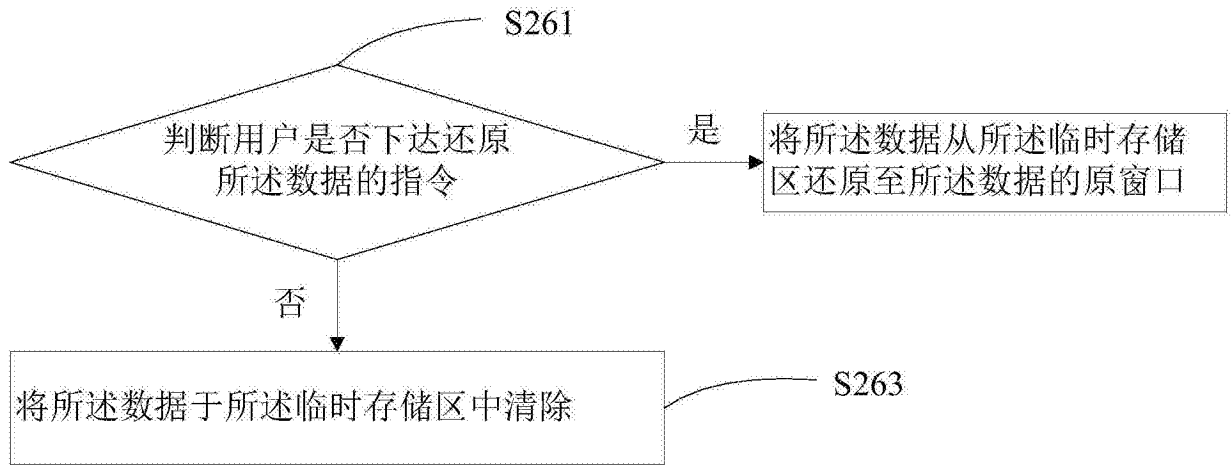 S261
判断用户是否下达还原
所述数据的指令
是
将所述数据从所述临时存储
区还原至所述数据的原窗口
否
将所述数据于所述临时存储区中清除
S263